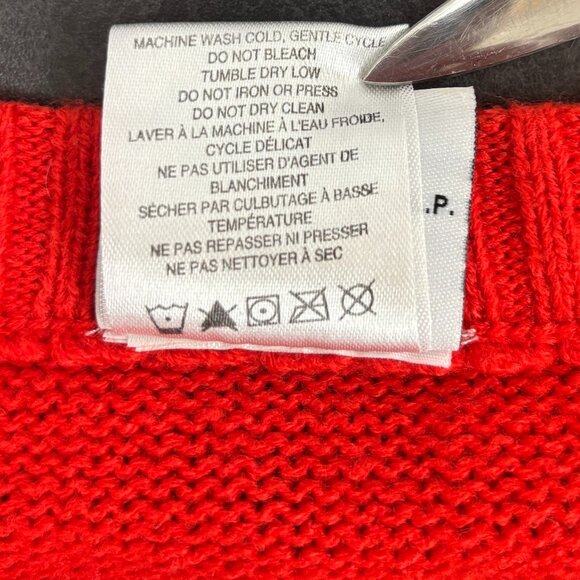 MACHINE WASH COLD, GENTLE CYCLE
DO NOT BLEACH
TUMBLE DRY LOW
DO NOT IRON OR PRESS
DO NOT DRY CLEAN
LAVER À LA MACHINE À L'EAU FROIDE,
CYCLE DÉLICAT
NE PAS UTILISER D'AGENT DE
BLANCHIMENT
SÉCHER PAR CULBUTAGE À BASSE
TEMPÉRATURE
NE PAS REPASSER NI PRESSER
NE PAS NETTOYER À SEC
.P.